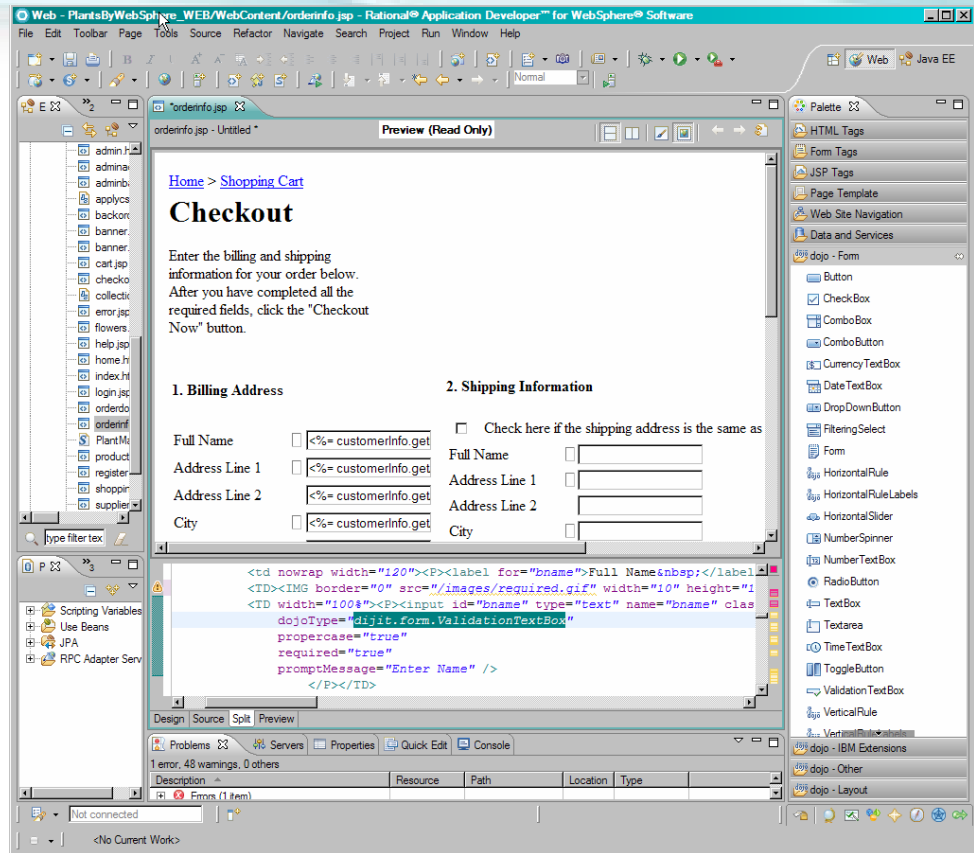 Web - PlantsByWebSphere_WEB/WebContent/orderinfo.jsp - Rational® Application Developer™ for WebSphere® Software
File Edit Toolbar Page Tools Source Refactor Navigate Search Project Run Window Help
Normal
Web Java EE
E
2
admin.h
admina
adminb
applycs
backord
banner.
banner.
cart.jsp
checko
collectio
error.jsp
flowers.
help.jsp
home.h
index.ht
login.jsp
orderdo
orderinf
PlantMa
product
register
shoppin
supplier
type filter tex
P
3
Scripting Variables
Use Beans
JPA
RPC Adapter Serv
*orderinfo.jsp
orderinfo.jsp - Untitled *
Preview (Read Only)
Home > Shopping Cart
Checkout
Enter the billing and shipping
information for your order below.
After you have completed all the
required fields, click the "Checkout
Now" button.
1. Billing Address
Full Name <%= customerInfo.get
Address Line 1 <%= customerInfo.get
Address Line 2 <%= customerInfo.get
City <%= customerInfo.get
2. Shipping Information
Check here if the shipping address is the same as
Full Name
Address Line 1
Address Line 2
City
<td nowrap width="120"><P><label for="bname">Full Name&nbsp;</label
<TD><IMG border="0" src="/images/required.gif" width="10" height="1
<TD width="100%"><P><input id="bname" type="text" name="bname" clas
dojoType="dijit.form.ValidationTextBox"
propercase="true"
required="true"
promptMessage="Enter Name" />
</P></TD>
Design Source Split Preview
Problems Servers Properties Quick Edit Console
1 error, 48 warnings, 0 others
Description Resource Path Location Type
Errors (1 item)
Palette
HTML Tags
Form Tags
JSP Tags
Page Template
Web Site Navigation
Data and Services
dojo - Form
Button
CheckBox
ComboBox
ComboButton
CurrencyTextBox
DateTextBox
DropDownButton
FilteringSelect
Form
HorizontalRule
HorizontalRuleLabels
HorizontalSlider
NumberSpinner
NumberTextBox
RadioButton
TextBox
Textarea
TimeTextBox
ToggleButton
ValidationTextBox
VerticalRule
VerticalRuleLabels
dojo - IBM Extensions
dojo - Other
dojo - Layout
Not connected
<No Current Work>